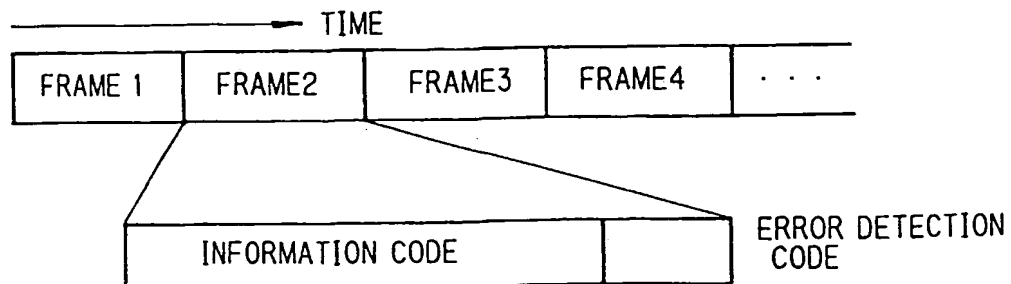 TIME
FRAME 1 FRAME2 FRAME3 FRAME4 . . .
INFORMATION CODE
ERROR DETECTION
CODE